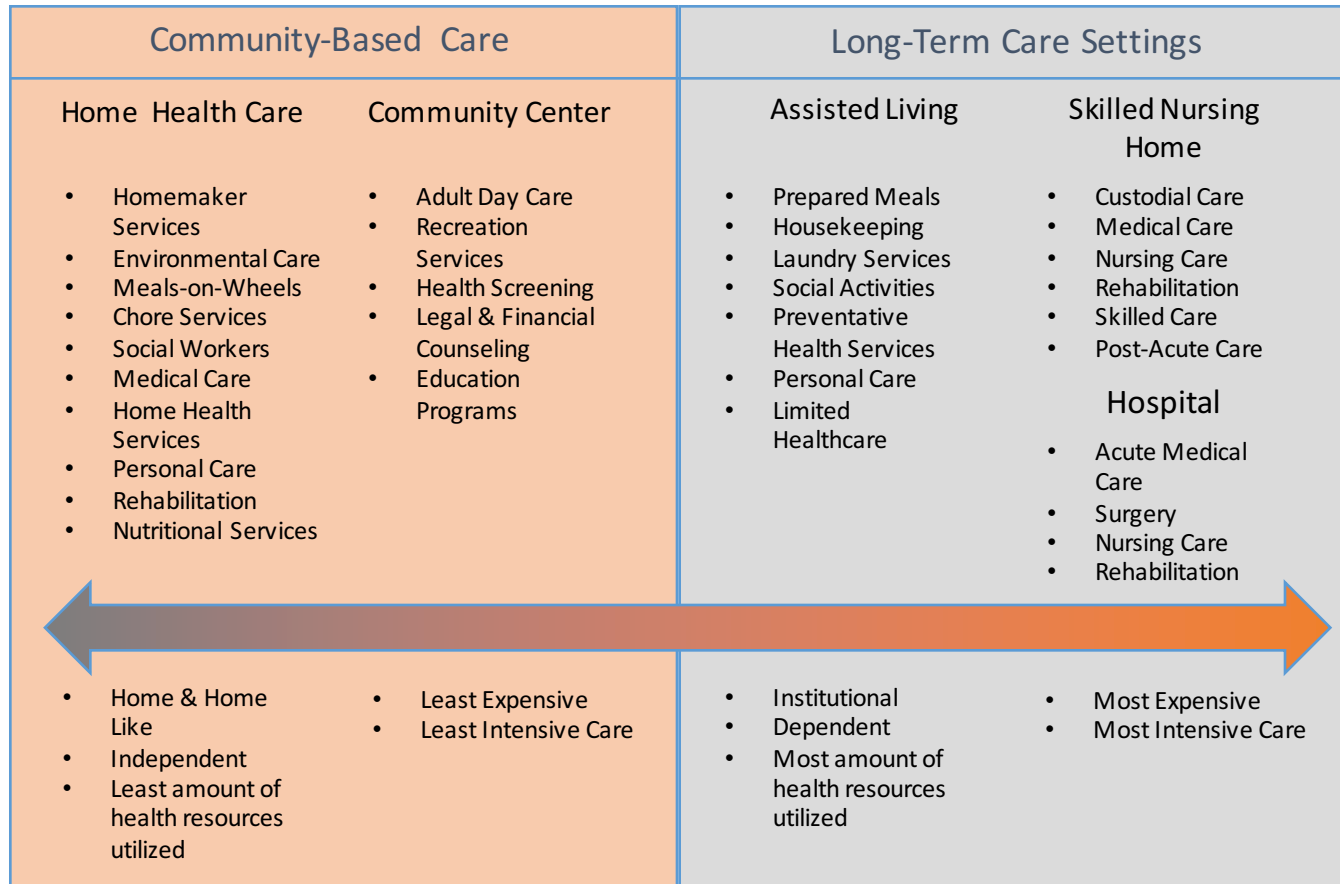 Community-Based Care
Home Health Care
• Homemaker
Services
• Environmental Care
• Meals-on-Wheels
• Chore Services
• Social Workers
• Medical Care
• Home Health
Services
• Personal Care
• Rehabilitation
• Nutritional Services
Community Center
• Adult Day Care
• Recreation
Services
• Health Screening
• Legal & Financial
Counseling
• Education
Programs
Long-Term Care Settings
Assisted Living
• Prepared Meals
• Housekeeping
• Laundry Services
• Social Activities
• Preventative
Health Services
• Personal Care
• Limited
Healthcare
Skilled Nursing
Home
• Custodial Care
• Medical Care
• Nursing Care
• Rehabilitation
• Skilled Care
• Post-Acute Care
Hospital
• Acute Medical
Care
• Surgery
• Nursing Care
• Rehabilitation
• Home & Home
Like
• Independent
• Least amount of
health resources
utilized
• Least Expensive
• Least Intensive Care
• Institutional
• Dependent
• Most amount of
health resources
utilized
• Most Expensive
• Most Intensive Care